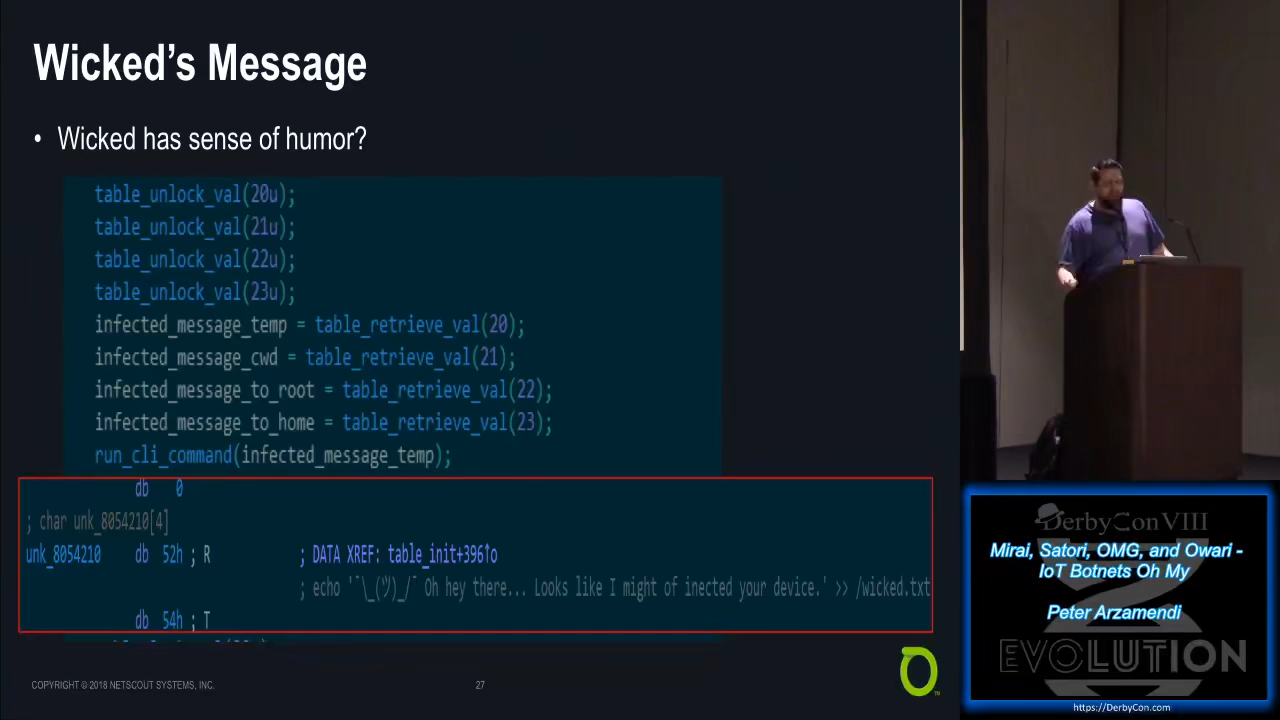 Wicked's Message
• Wicked has sense of humor?
table_unlock_val(20u);
table_unlock_val(21u);
table_unlock_val(22u);
table_unlock_val(23u);
infected_message_temp = table_retrieve_val(20);
infected_message_cwd = table_retrieve_val(21);
infected_message_to_root = table_retrieve_val(22);
infected_message_to_home = table_retrieve_val(23);
run_cli_command(infected_message_temp);
db 0
; char unk_8054210[4]
unk_8054210 db 52h ; R ; DATA XREF: table_init+396↑o
; echo '¯\_(ツ)_/¯ Oh hey there... Looks like I might of inected your device.' >> /wicked.txt
db 54h ; T
COPYRIGHT © 2018 NETSCOUT SYSTEMS, INC.
27
DerbyCon VIII
Mirai, Satori, OMG, and Owari -
IoT Botnets Oh My
Peter Arzamendi
EVOLUTION
https://DerbyCon.com